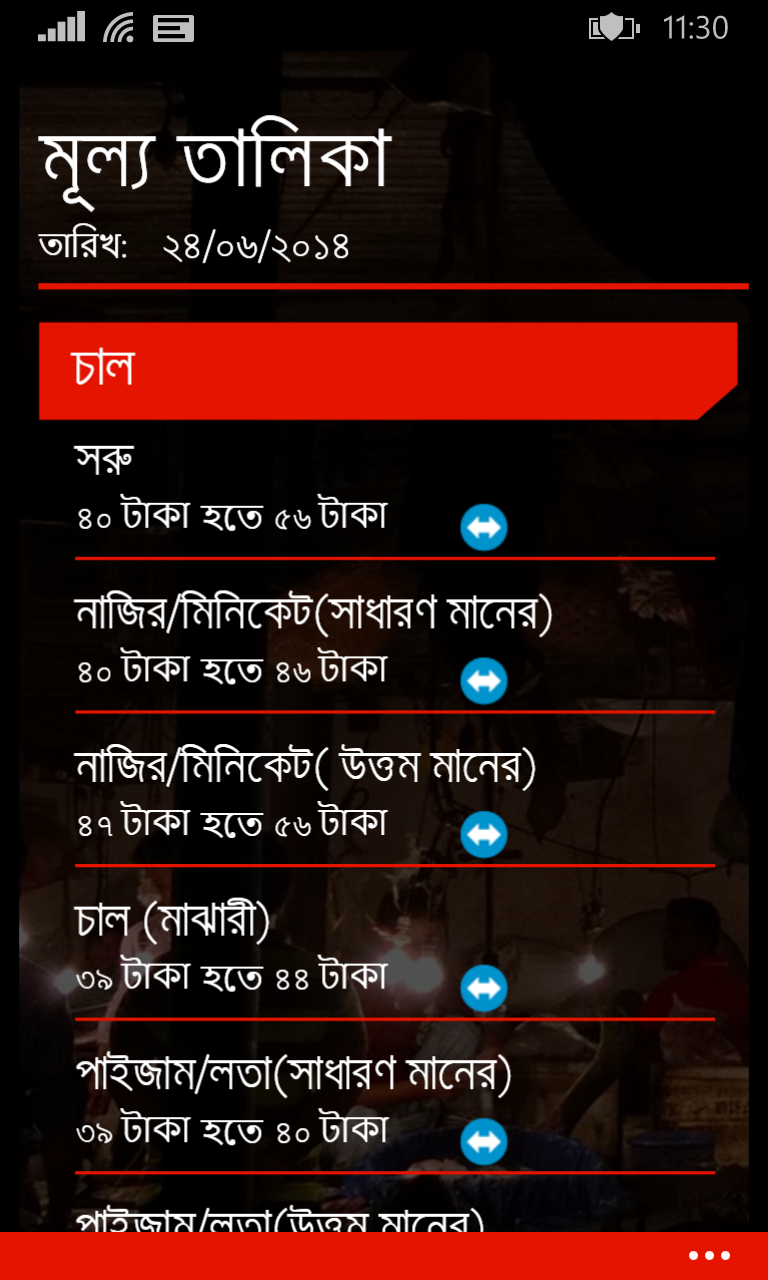 11:30
মূল্য তালিকা
তারিখ: ২৪/০৬/২০১৪
চাল
সরু
৪০ টাকা হতে ৫৬ টাকা
নাজির/মিনিকেট(সাধারণ মানের)
৪০ টাকা হতে ৪৬ টাকা
নাজির/মিনিকেট( উত্তম মানের)
৪৭ টাকা হতে ৫৬ টাকা
চাল (মাঝারী)
৩৯ টাকা হতে ৪৪ টাকা
পাইজাম/লতা(সাধারণ মানের)
৩৯ টাকা হতে ৪০ টাকা
পাইজাম/লতা(উত্তম মানের)